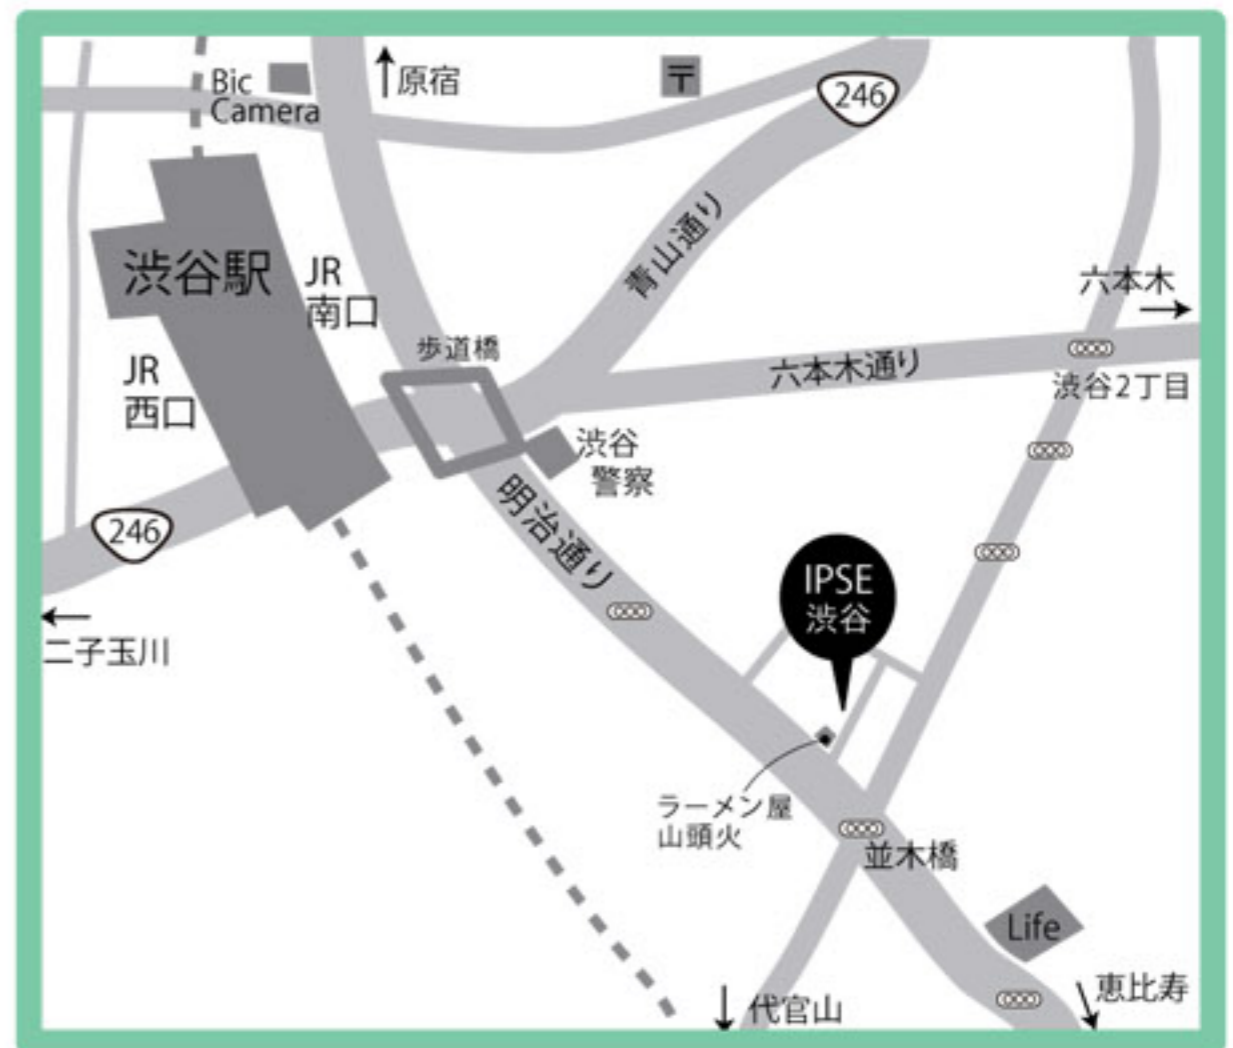 Bic
Camera
原宿
〒
246
青山通り
渋谷駅
JR
南口
六本木
歩道橋
JR
西口
六本木通り
渋谷2丁目
渋谷
警察
明治通り
246
IPSE
渋谷
二子玉川
ラーメン屋
山頭火
並木橋
Life
恵比寿
代官山